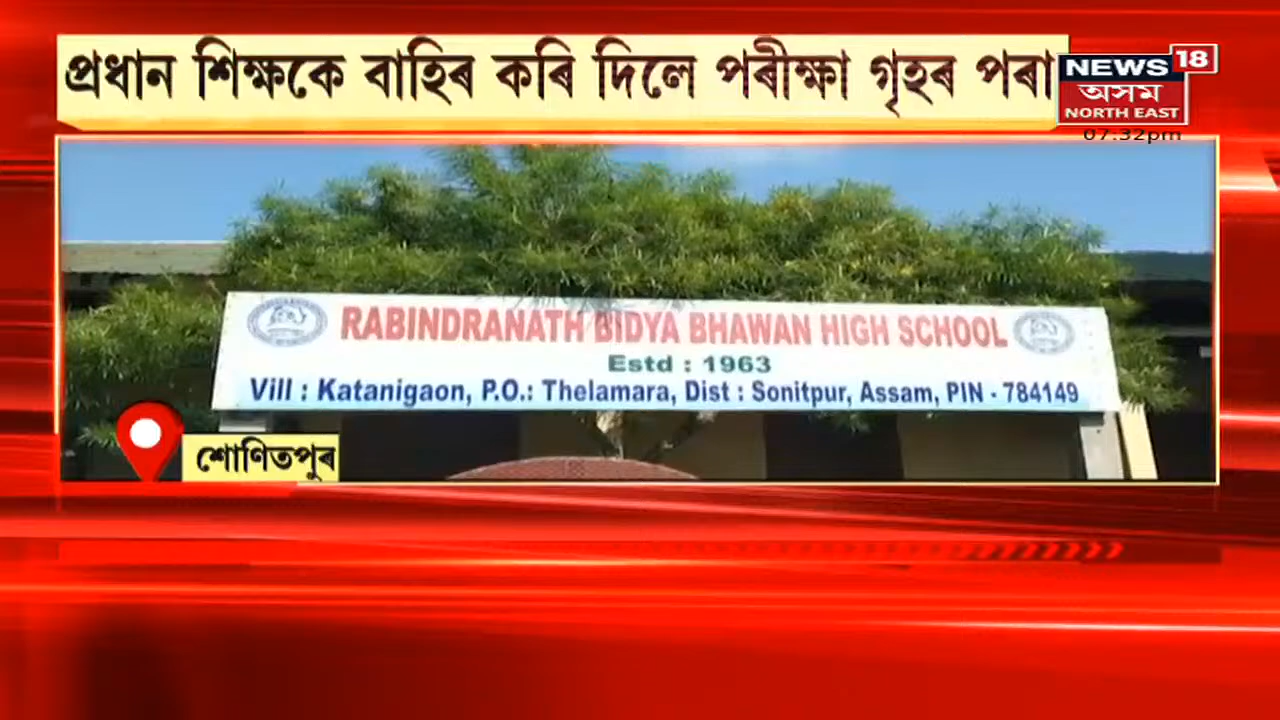 প্ৰধান শিক্ষকে বাহিৰ কৰি দিলে পৰীক্ষা গৃহৰ পৰা
NEWS 18
অসম
NORTH EAST
07:32pm
RABINDRANATH BIDYA BHAWAN HIGH SCHOOL
Estd : 1963
Vill : Katanigaon, P.O.: Thelamara, Dist : Sonitpur, Assam, PIN - 784149
শোণিতপুৰ